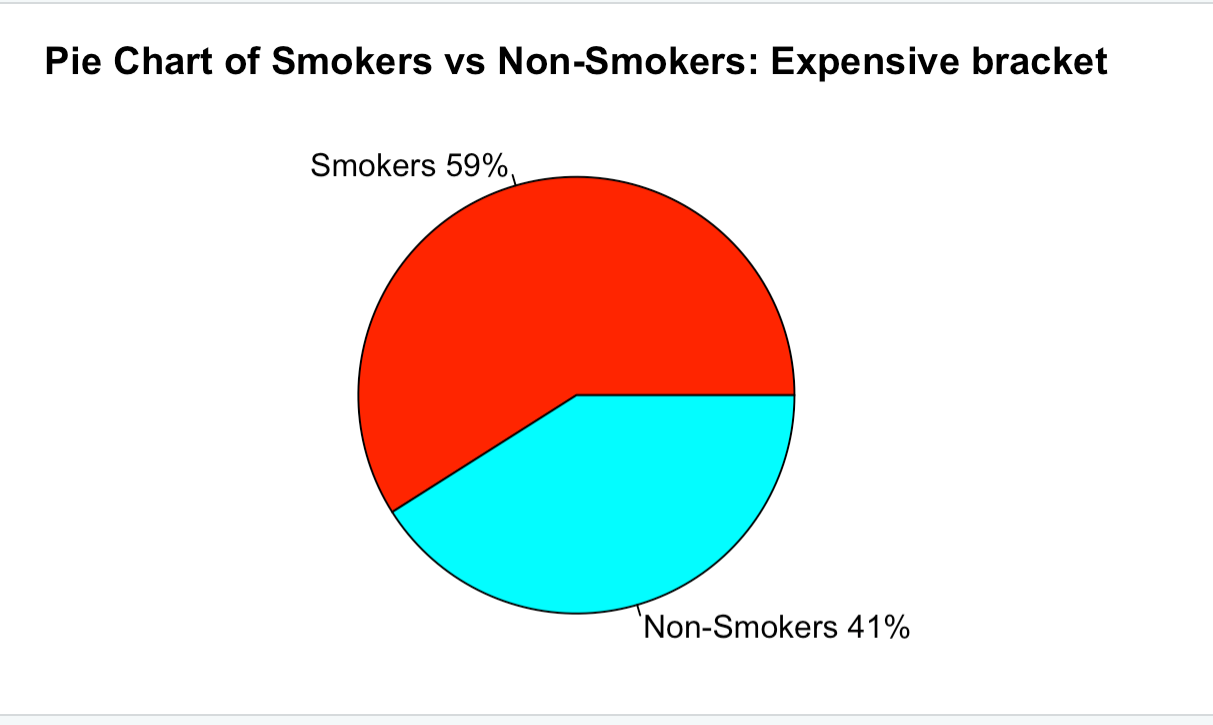 Pie Chart of Smokers vs Non-Smokers: Expensive bracket
Smokers 59%
Non-Smokers 41%